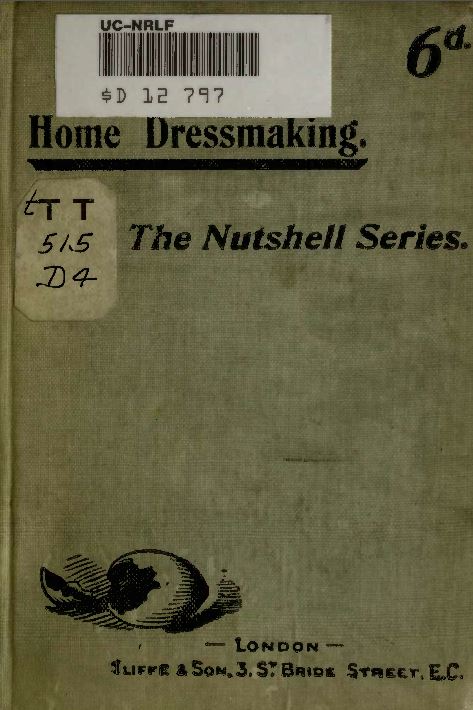 UC-NRLF
$D 12 797
6d.
Home Dressmaking.
tT T
515
D4
The Nutshell Series.
— LONDON —
ILIFFE & SON, 3, ST BRIDE STREET, E.C.